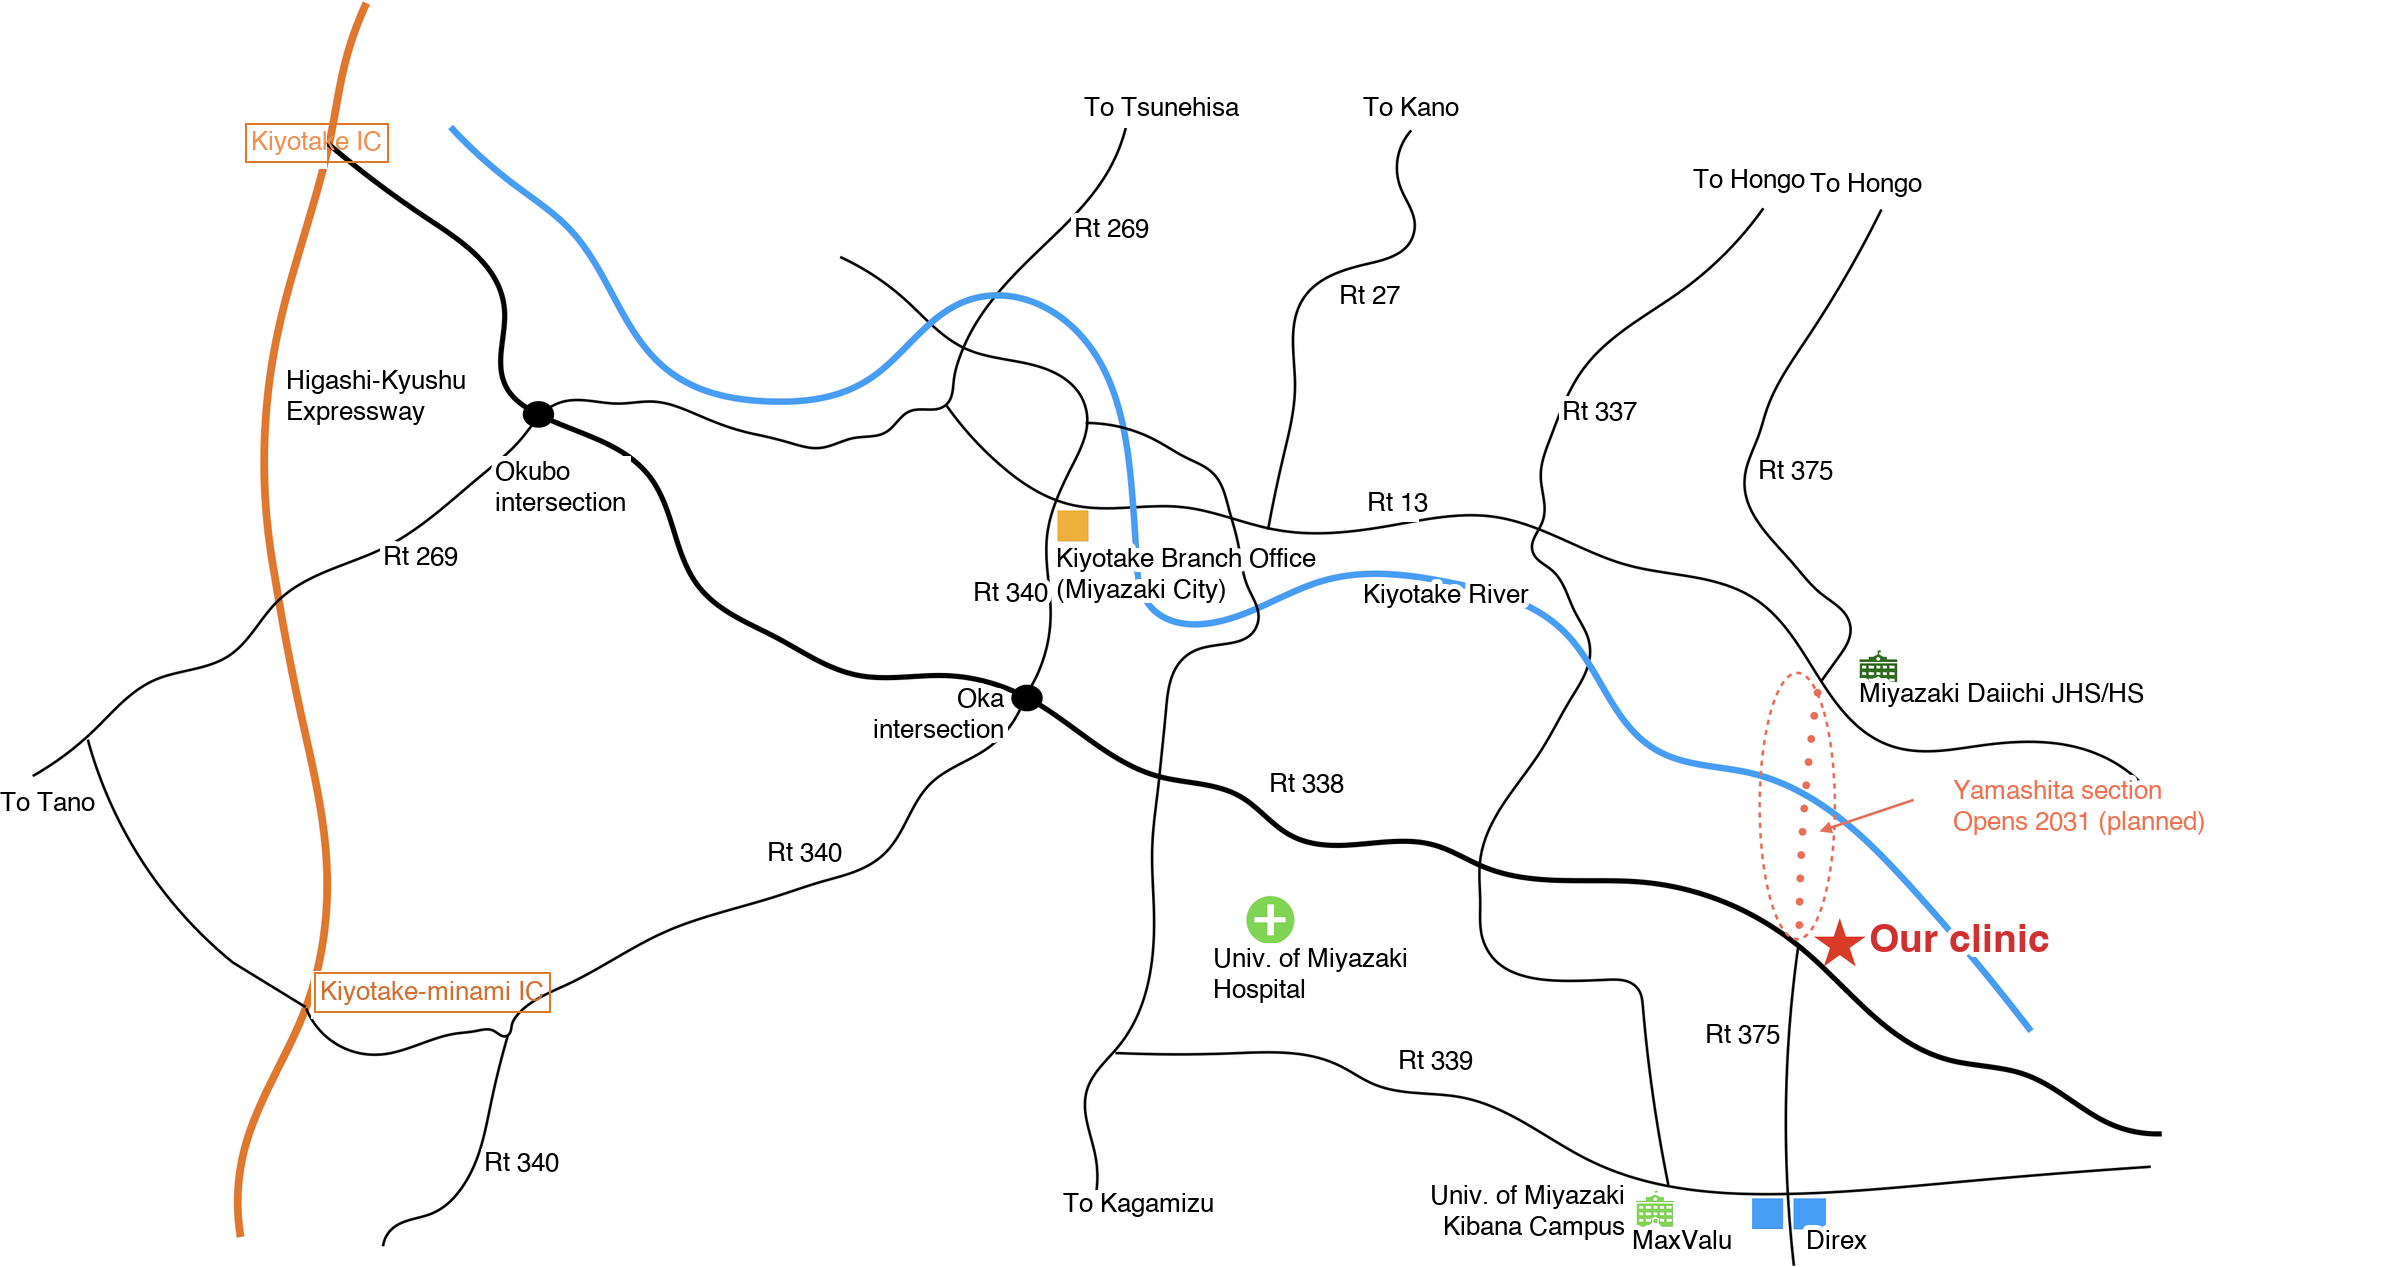 To Tsunehisa
To Kano
Kiyotake IC
To Hongo
To Hongo
Rt 269
Rt 27
Higashi-Kyushu
Expressway
Rt 337
Okubo
intersection
Rt 375
Rt 13
Rt 269
Kiyotake Branch Office
(Miyazaki City)
Rt 340
Kiyotake River
Oka
intersection
Miyazaki Daiichi JHS/HS
To Tano
Rt 338
Yamashita section
Opens 2031 (planned)
Rt 340
Our clinic
Univ. of Miyazaki
Hospital
Kiyotake-minami IC
Rt 375
Rt 339
Rt 340
To Kagamizu
Univ. of Miyazaki
Kibana Campus
MaxValu
Direx